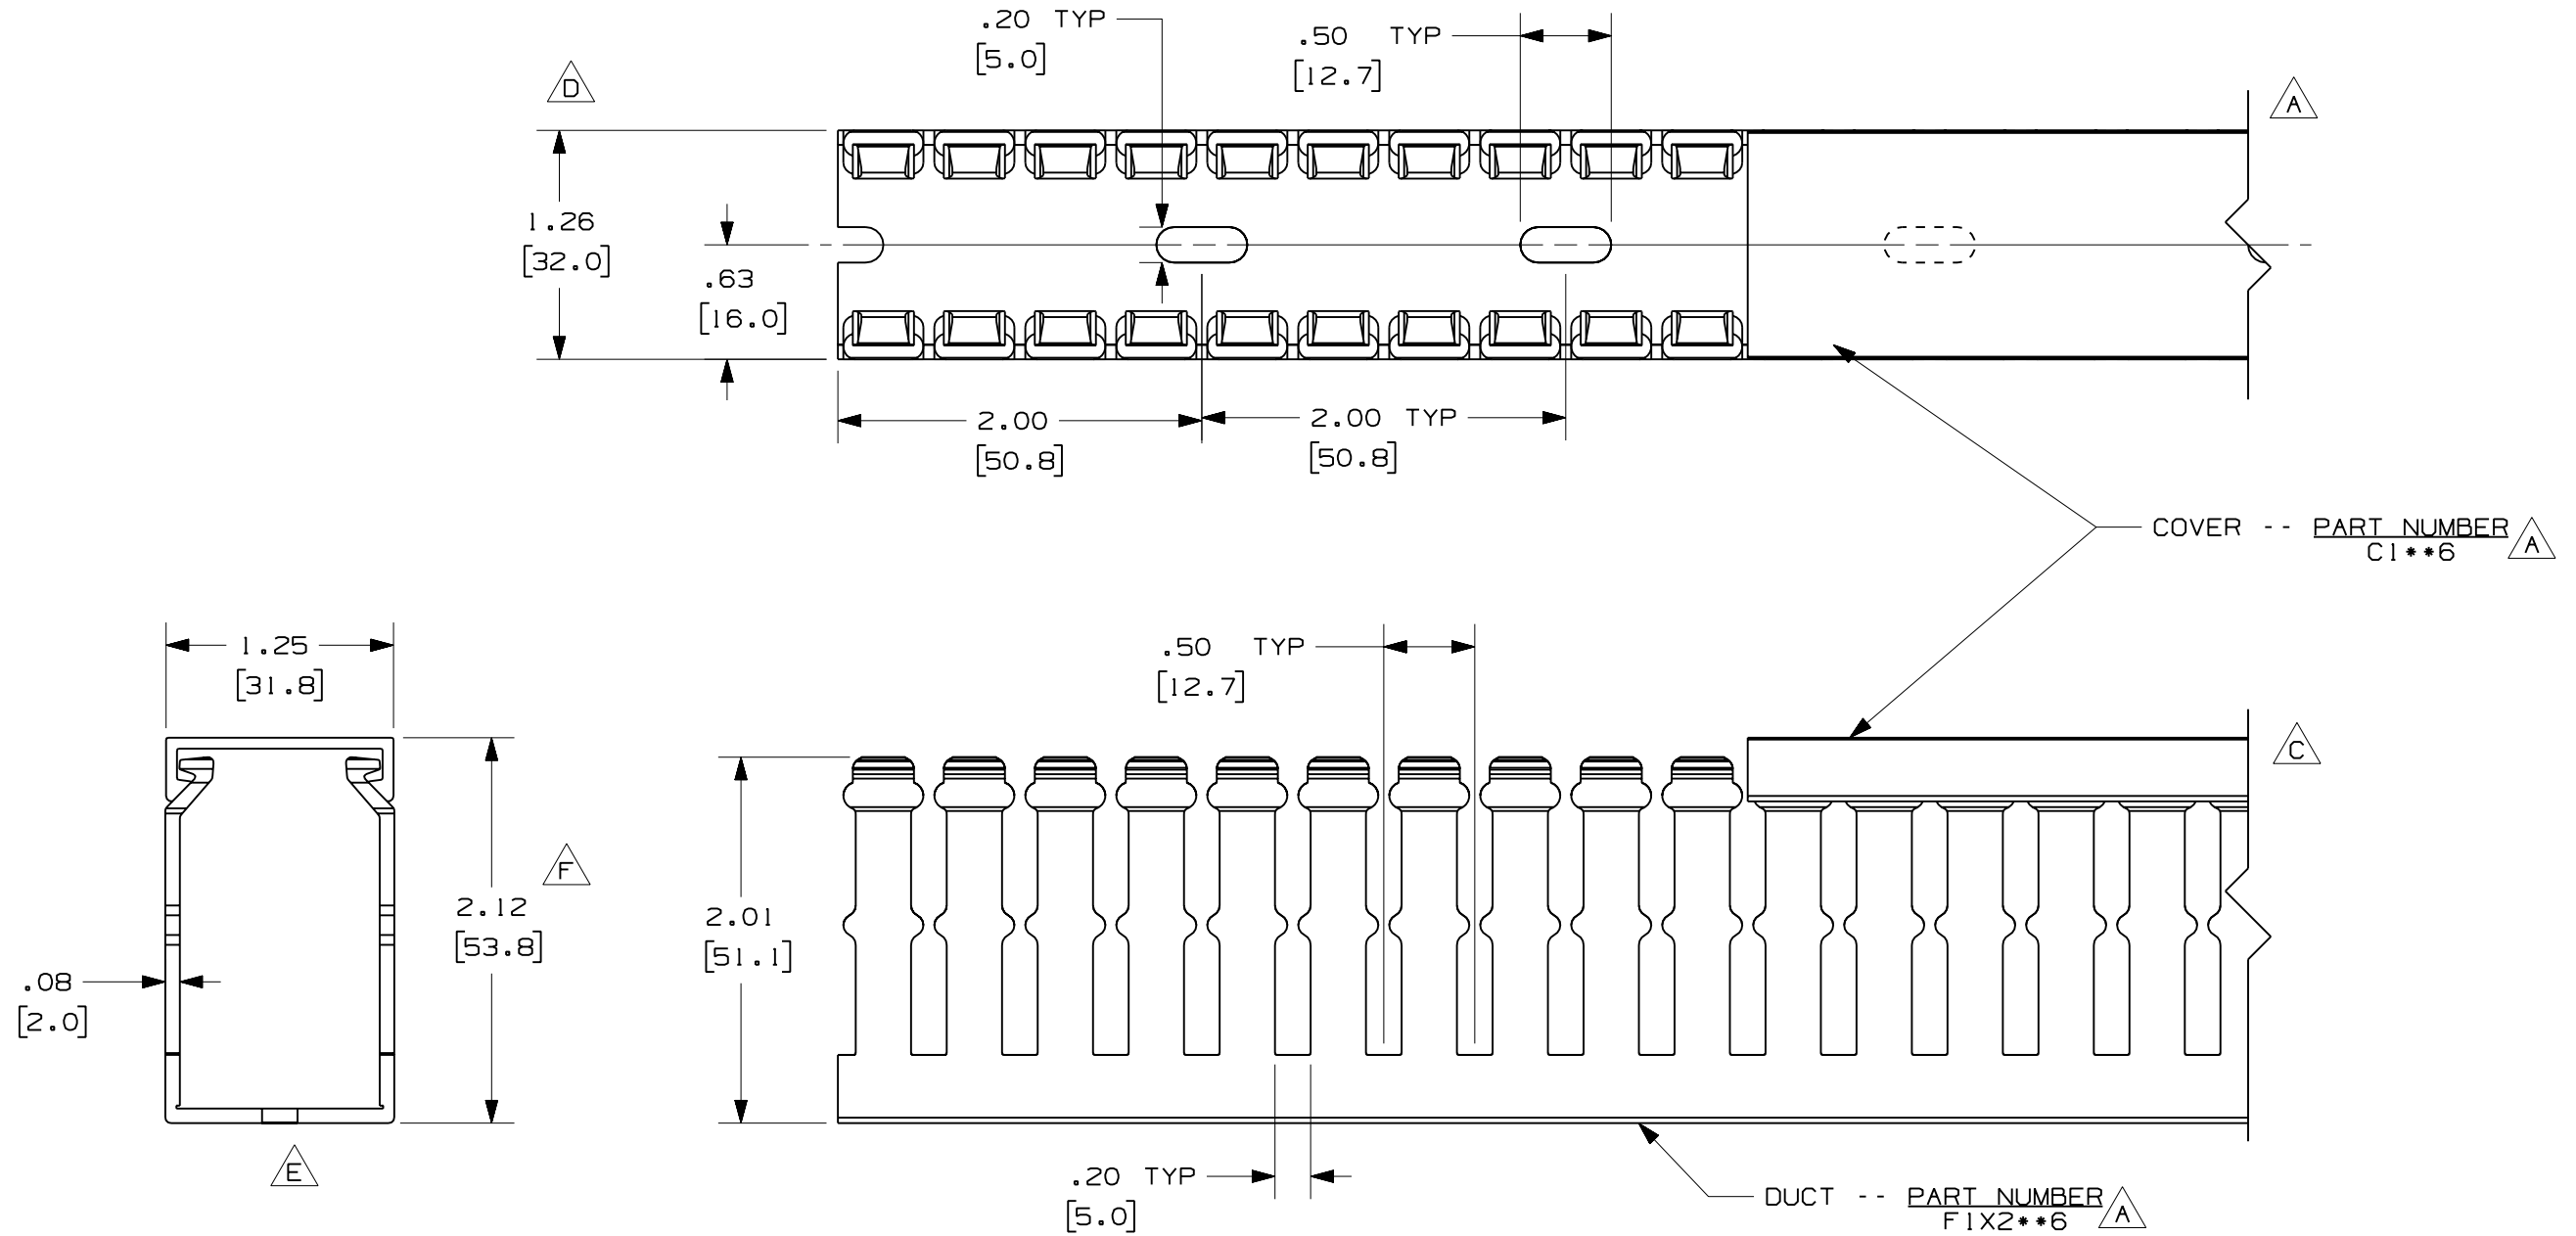 .20 TYP
[5.0]
.50 TYP
[12.7]
D
A
1.26
[32.0]
.63
[16.0]
2.00
[50.8]
2.00 TYP
[50.8]
COVER -- PART NUMBER A
C1**6
1.25
[31.8]
.50 TYP
[12.7]
C
F
2.12
[53.8]
2.01
[51.1]
.08
[2.0]
E
.20 TYP
[5.0]
DUCT -- PART NUMBER A
F1X2**6